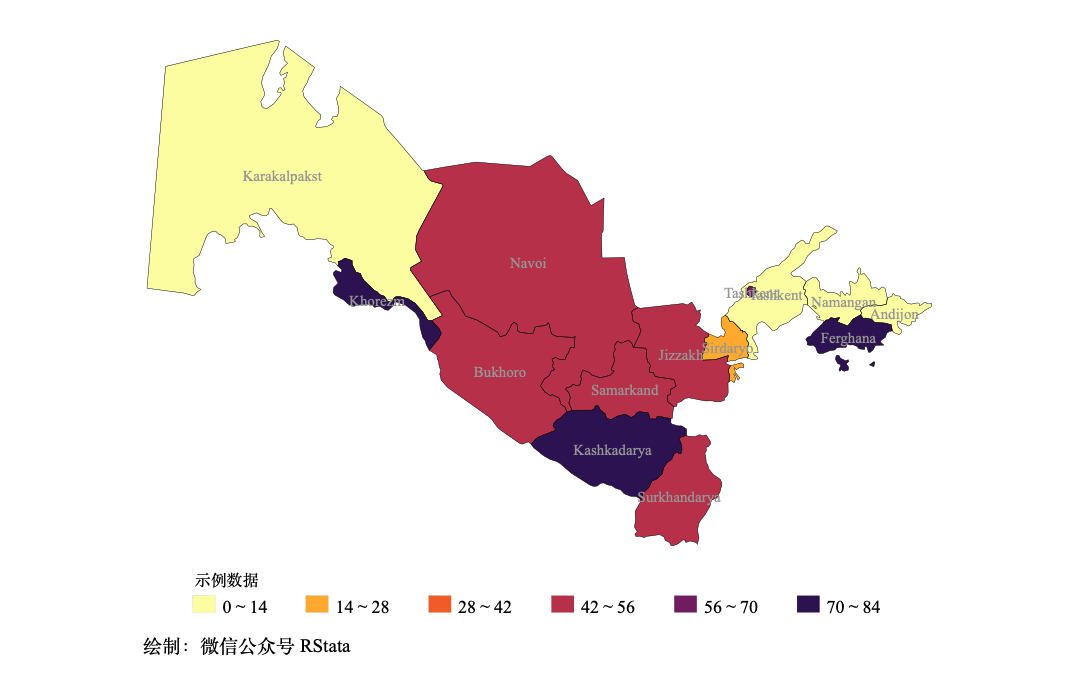 Karakalpakst
Navoi
Khorezm
Tashkent
Tashkent
Namangan
Andijon
Ferghana
Sirdaryo
Jizzakh
Bukhoro
Samarkand
Kashkadarya
Surkhandarya
示例数据
0 ~ 14 14 ~ 28 28 ~ 42 42 ~ 56 56 ~ 70 70 ~ 84
绘制：微信公众号 RStata